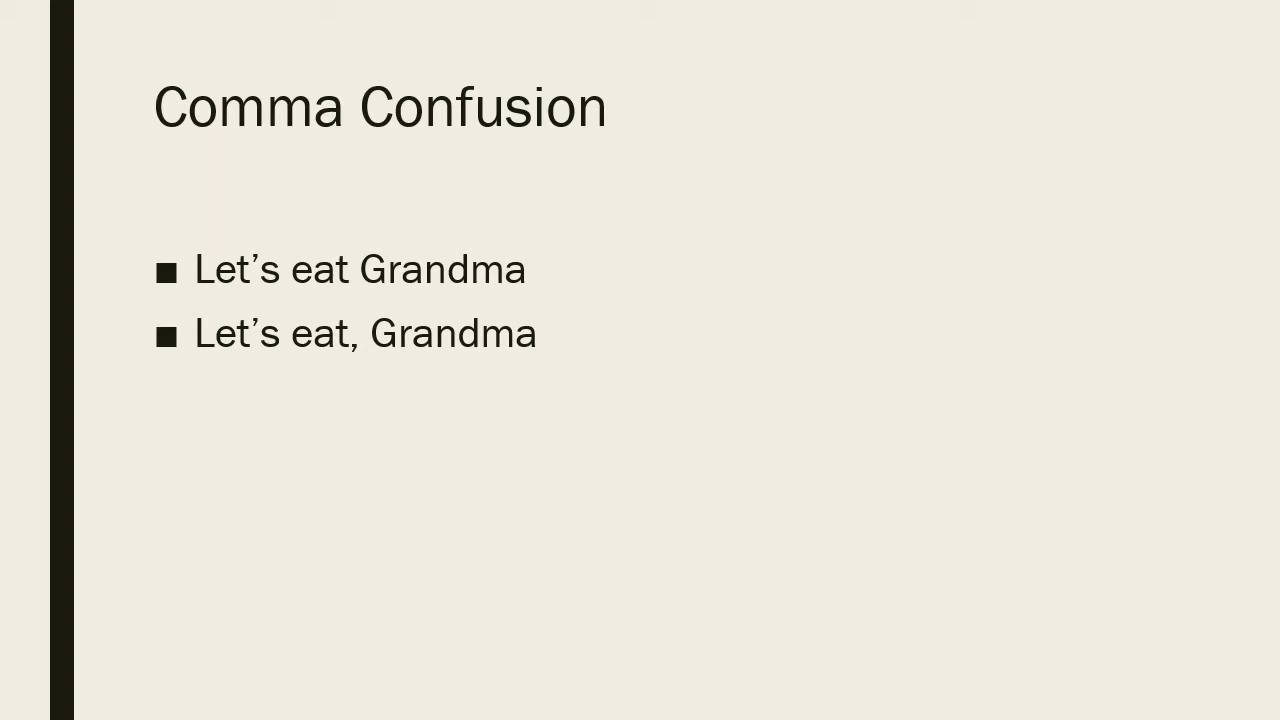 Comma Confusion
■ Let’s eat Grandma
■ Let’s eat, Grandma